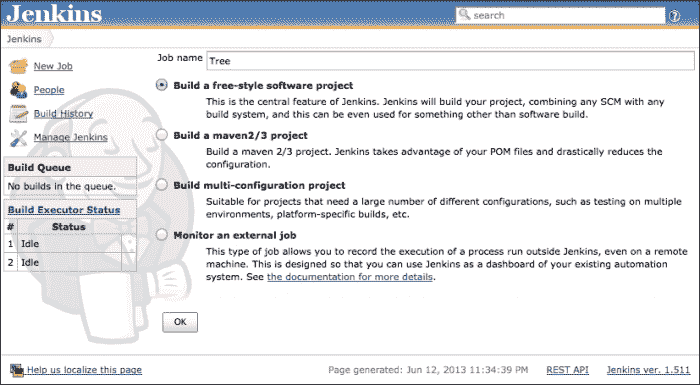 Jenkins
search
Jenkins
New Job
People
Build History
Manage Jenkins
Build Queue
No builds in the queue.
Build Executor Status
# Status
1 Idle
2 Idle
Job name Tree
Build a free-style software project
This is the central feature of Jenkins. Jenkins will build your project, combining any SCM with any
build system, and this can be even used for something other than software build.
Build a maven2/3 project
Build a maven 2/3 project. Jenkins takes advantage of your POM files and drastically reduces the
configuration.
Build multi-configuration project
Suitable for projects that need a large number of different configurations, such as testing on multiple
environments, platform-specific builds, etc.
Monitor an external job
This type of job allows you to record the execution of a process run outside Jenkins, even on a remote
machine. This is designed so that you can use Jenkins as a dashboard of your existing automation
system. See the documentation for more details.
OK
Help us localize this page
Page generated: Jun 12, 2013 11:34:39 PM REST API Jenkins ver. 1.511